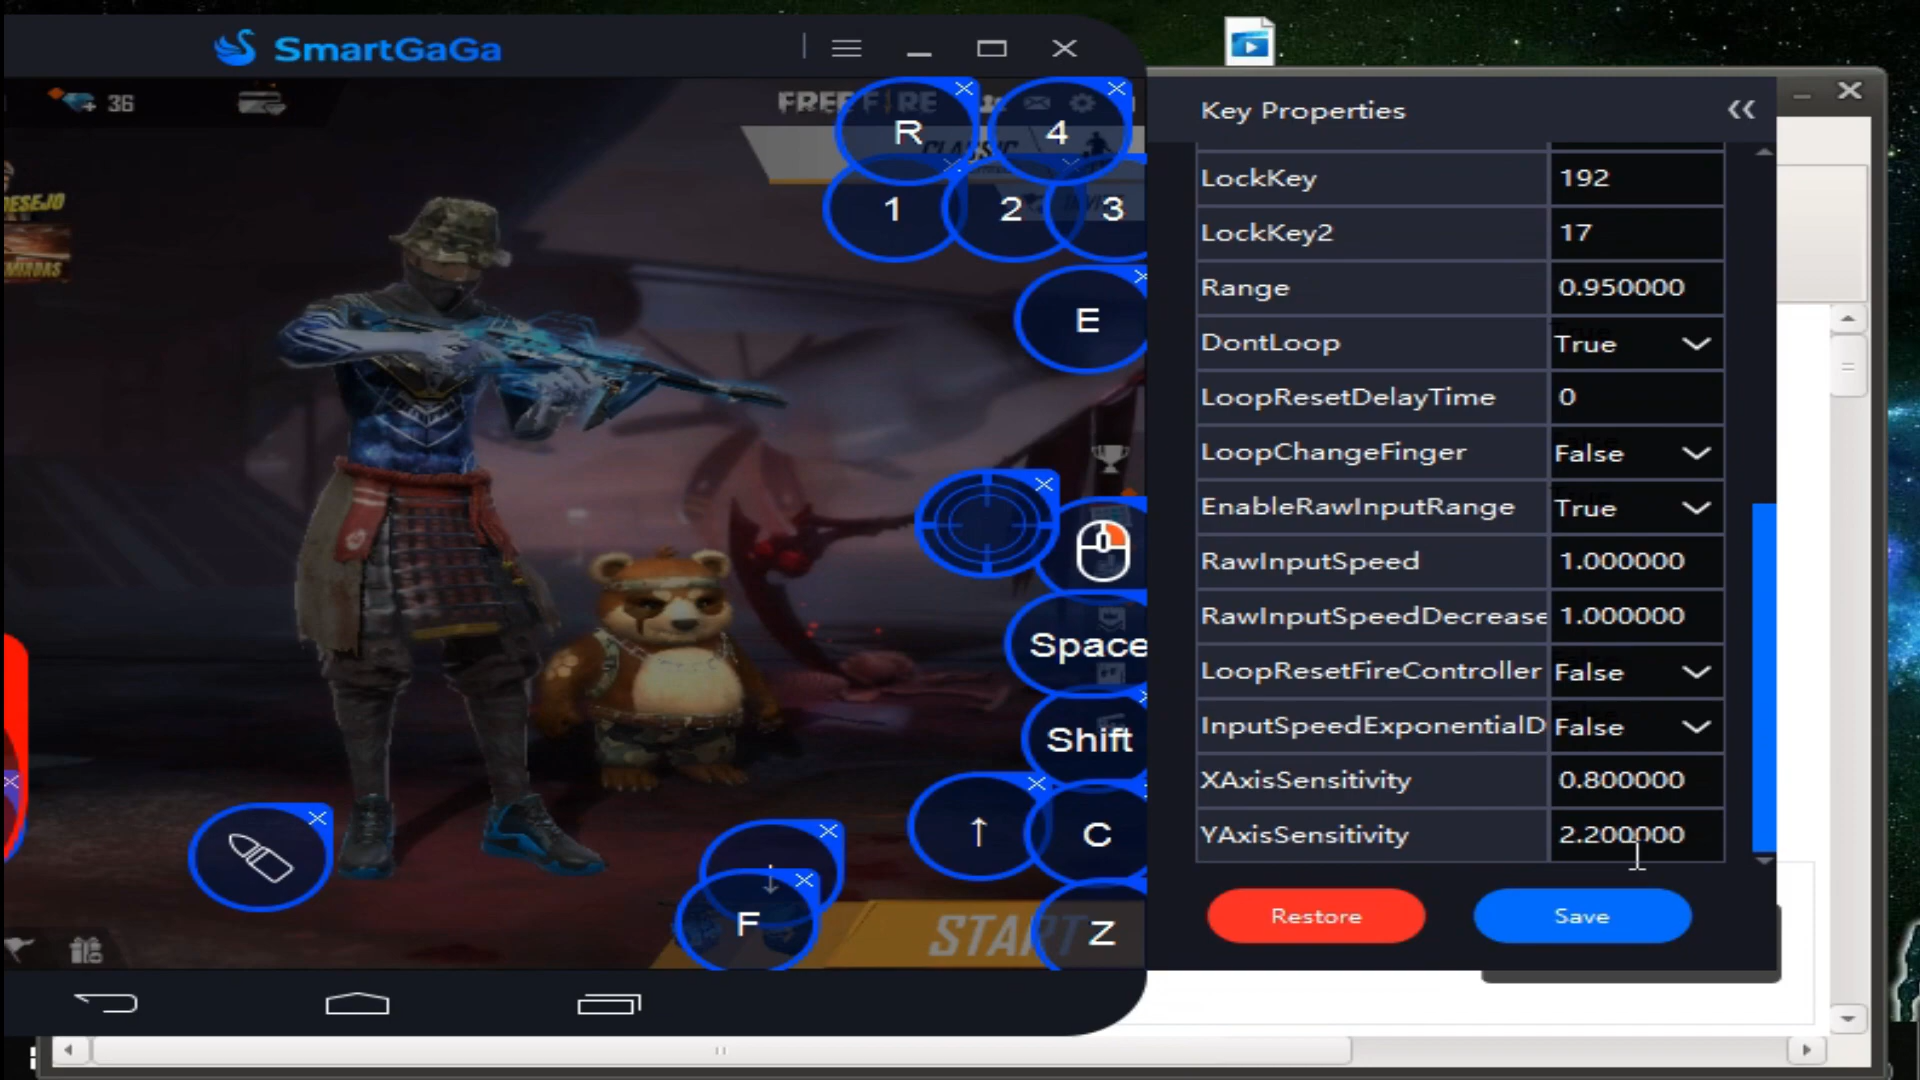 SmartGaGa
36
FREE FIRE
CLASSIC
DESEJO
R
4
1
2
3
E
Space
Shift
↑
C
↓
F
Z
START
Key Properties
LockKey 192
LockKey2 17
Range 0.950000
DontLoop True
LoopResetDelayTime 0
LoopChangeFinger False
EnableRawInputRange True
RawInputSpeed 1.000000
RawInputSpeedDecrease 1.000000
LoopResetFireController False
InputSpeedExponentialD False
XAxisSensitivity 0.800000
YAxisSensitivity 2.200000
Restore
Save